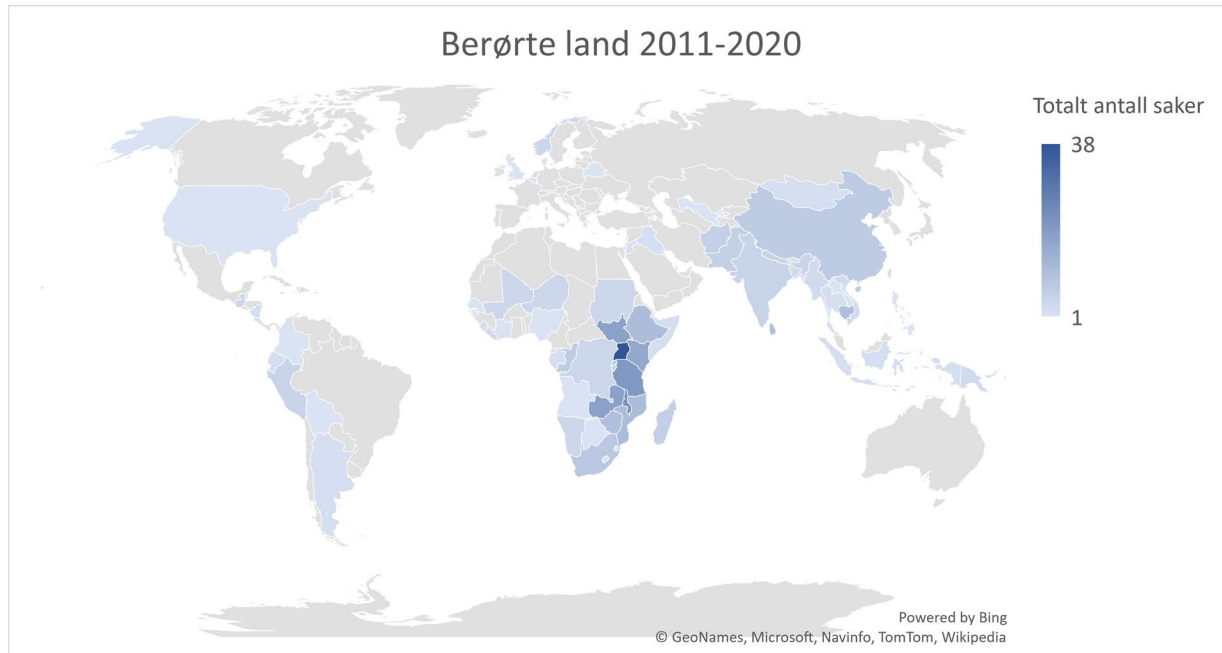 Berørte land 2011-2020
Totalt antall saker
38
1
Powered by Bing
© GeoNames, Microsoft, Navinfo, TomTom, Wikipedia